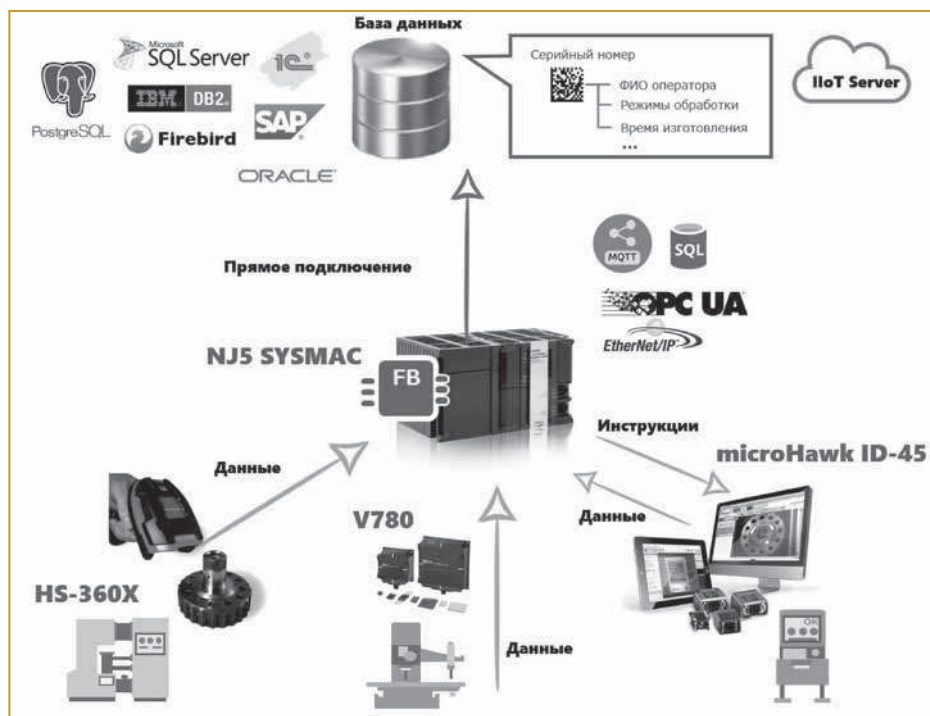 База данных
Microsoft
SQL Server
1С
PostgreSQL
IBM DB2
Firebird
SAP
ORACLE
Серийный номер
ФИО оператора
Режимы обработки
Время изготовления
...
IIoT Server
Прямое подключение
MQTT
SQL
OPC UA
EtherNet/IP
NJ5 SYSMAC
FB
Инструкции
microHawk ID-45
Данные
Данные
V780
HS-360X
Данные
OK